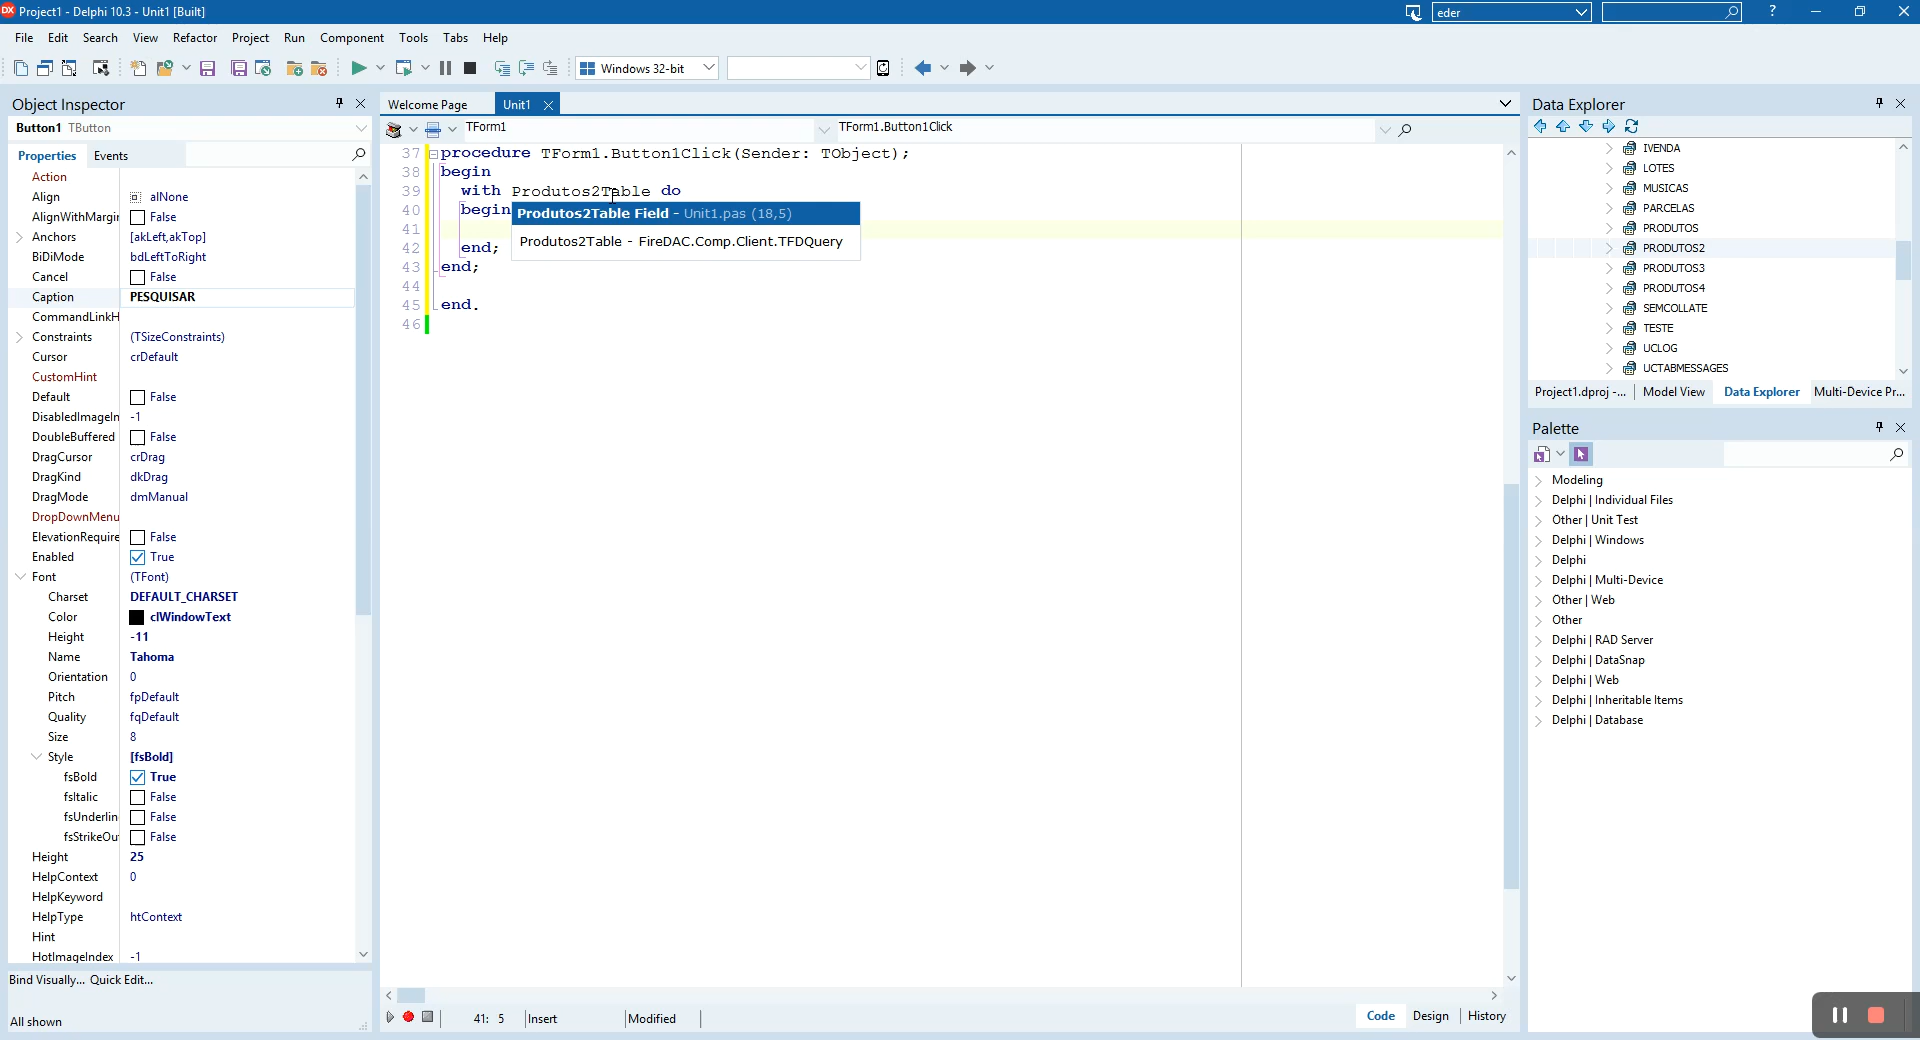 Project1 - Delphi 10.3 - Unit1 [Built]
eder
?
File Edit Search View Refactor Project Run Component Tools Tabs Help
Windows 32-bit
Object Inspector
Button1 TButton
Properties Events
Action
Align alNone
AlignWithMargi False
Anchors [akLeft,akTop]
BiDiMode bdLeftToRight
Cancel False
Caption PESQUISAR
CommandLinkH
Constraints (TSizeConstraints)
Cursor crDefault
CustomHint
Default False
DisabledImageIn -1
DoubleBuffered False
DragCursor crDrag
DragKind dkDrag
DragMode dmManual
DropDownMenu
ElevationRequire False
Enabled True
Font (TFont)
Charset DEFAULT_CHARSET
Color clWindowText
Height -11
Name Tahoma
Orientation 0
Pitch fpDefault
Quality fqDefault
Size 8
Style [fsBold]
fsBold True
fsItalic False
fsUnderlin False
fsStrikeOu False
Height 25
HelpContext 0
HelpKeyword
HelpType htContext
Hint
HotImageIndex -1
Bind Visually... Quick Edit...
All shown
Welcome Page Unit1
TForm1 TForm1.Button1Click
37 procedure TForm1.Button1Click(Sender: TObject);
38 begin
39 with Produtos2Table do
40 begin
41
42 end;
43 end;
44
45 end.
46
Produtos2Table Field - Unit1.pas (18,5)
Produtos2Table - FireDAC.Comp.Client.TFDQuery
41: 5 Insert Modified
Code Design History
Data Explorer
IVENDA
LOTES
MUSICAS
PARCELAS
PRODUTOS
PRODUTOS2
PRODUTOS3
PRODUTOS4
SEMCOLLATE
TESTE
UCLOG
UCTABMESSAGES
Project1.dproj -... Model View Data Explorer Multi-Device Pr...
Palette
Modeling
Delphi | Individual Files
Other | Unit Test
Delphi | Windows
Delphi
Delphi | Multi-Device
Other | Web
Other
Delphi | RAD Server
Delphi | DataSnap
Delphi | Web
Delphi | Inheritable Items
Delphi | Database